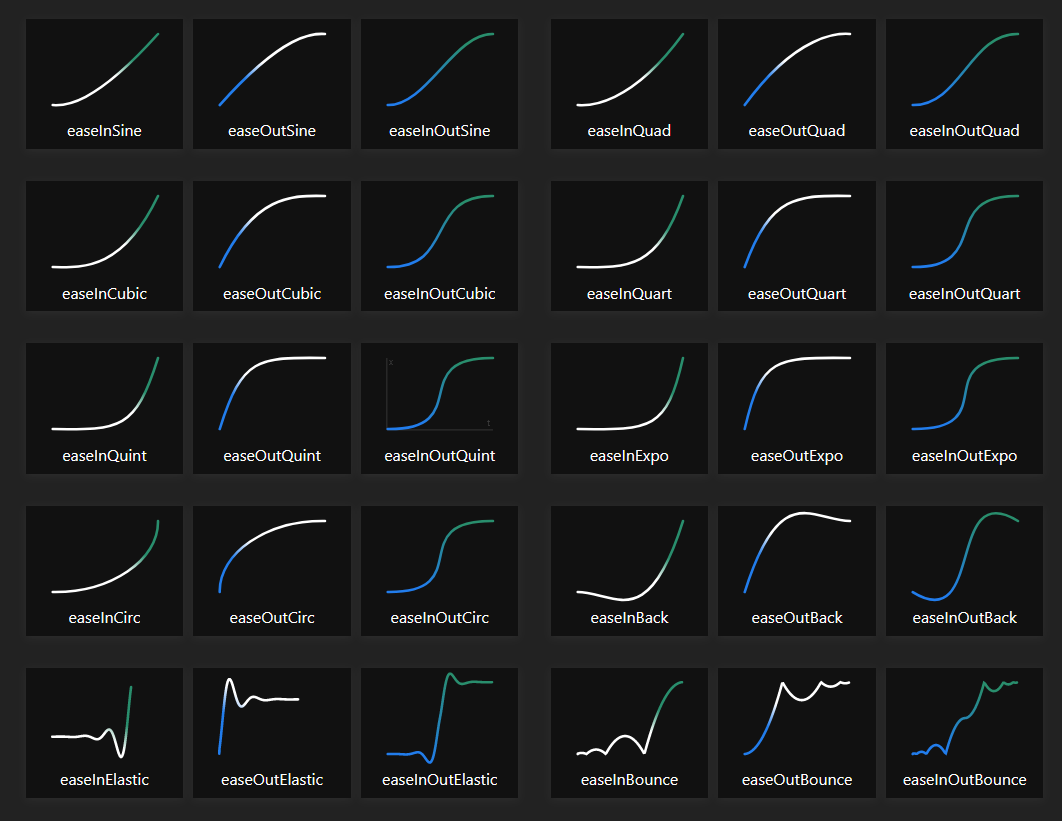 easeInSine
easeOutSine
easeInOutSine
easeInQuad
easeOutQuad
easeInOutQuad
easeInCubic
easeOutCubic
easeInOutCubic
easeInQuart
easeOutQuart
easeInOutQuart
x
t
easeInQuint
easeOutQuint
easeInOutQuint
easeInExpo
easeOutExpo
easeInOutExpo
easeInCirc
easeOutCirc
easeInOutCirc
easeInBack
easeOutBack
easeInOutBack
easeInElastic
easeOutElastic
easeInOutElastic
easeInBounce
easeOutBounce
easeInOutBounce